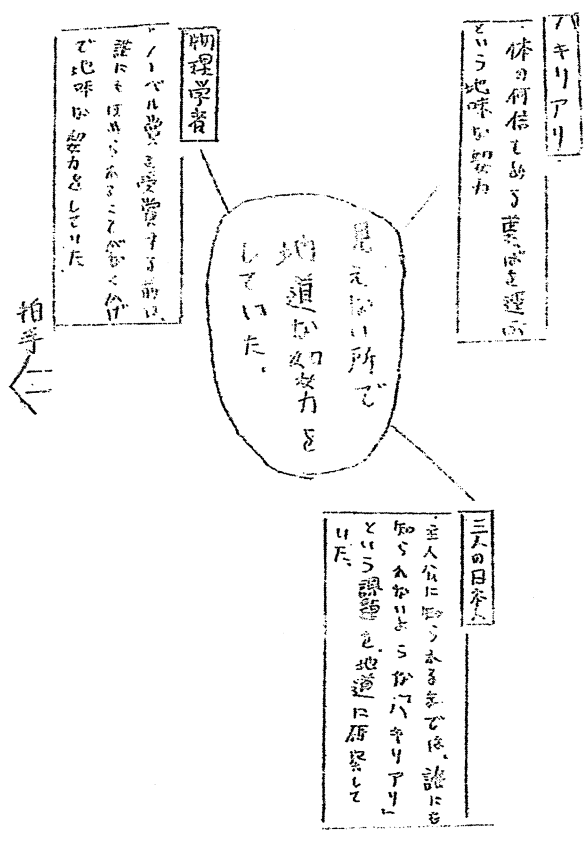 ハキリアリ
・体の何倍もある葉っぱを運ぶ
という地味な努力
物理学者
・ノーベル賞を受賞する前は、
誰にもほめられることがなくかげ
で地味な努力をしていた
見えない所で
地道な努力を
していた。
拍手
三人の日本人
・主人公に知られるまでは、誰にも
知られないような「ハキリアリ」
という課題を、地道に研究して
いた。